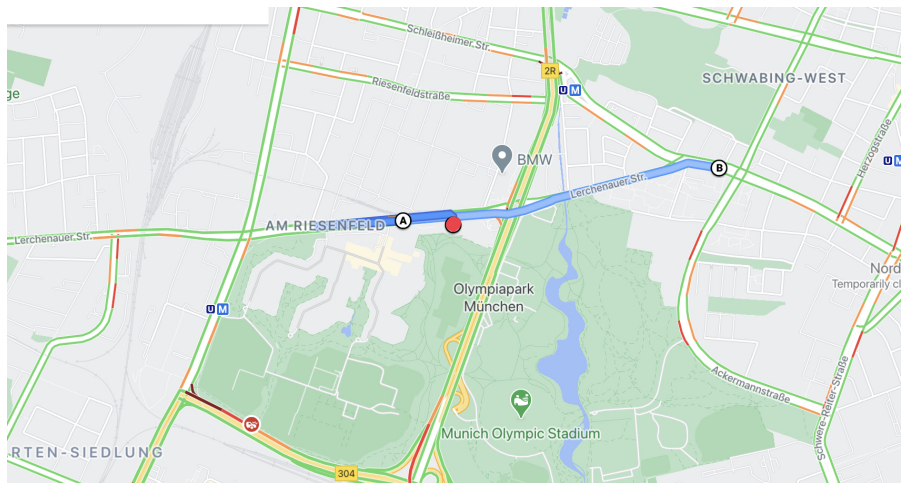 Schleißheimer Str.
2R
SCHWABING-WEST
Riesenfeldstraße
U M
ge
Herzogstraße
BMW
U M
B
Lerchenauer Str.
A
AM RIESENFELD
Lerchenauer Str.
Nord
Temporarily cl
Olympiapark
München
U M
Ackermannstraße
Schwere-Reiter-Straße
Munich Olympic Stadium
RTEN-SIEDLUNG
304